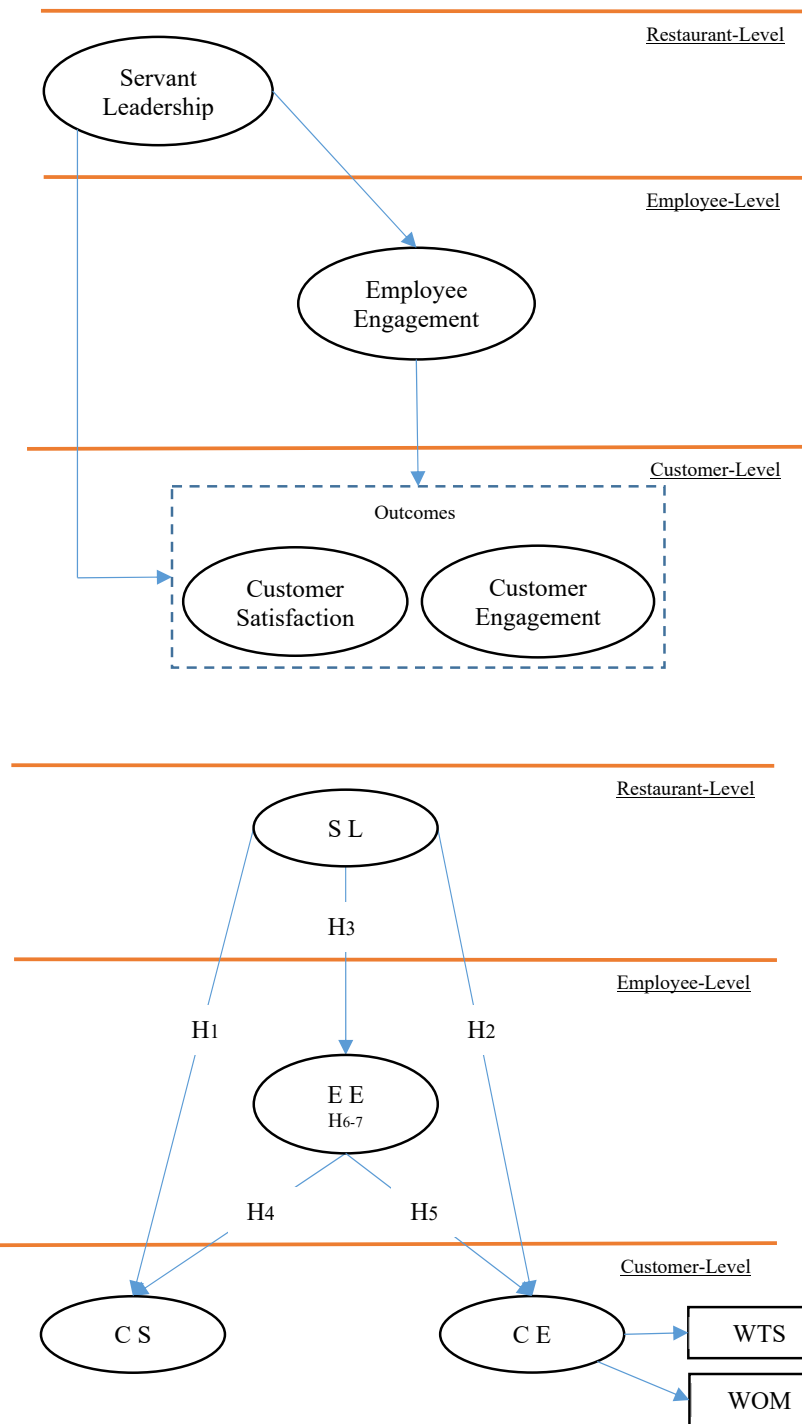 Restaurant-Level
Servant
Leadership
Employee-Level
Employee
Engagement
Customer-Level
Outcomes
Customer
Satisfaction
Customer
Engagement
Restaurant-Level
S L
H3
Employee-Level
H1
H2
E E
H6-7
H4
H5
Customer-Level
C S
C E
WTS
WOM